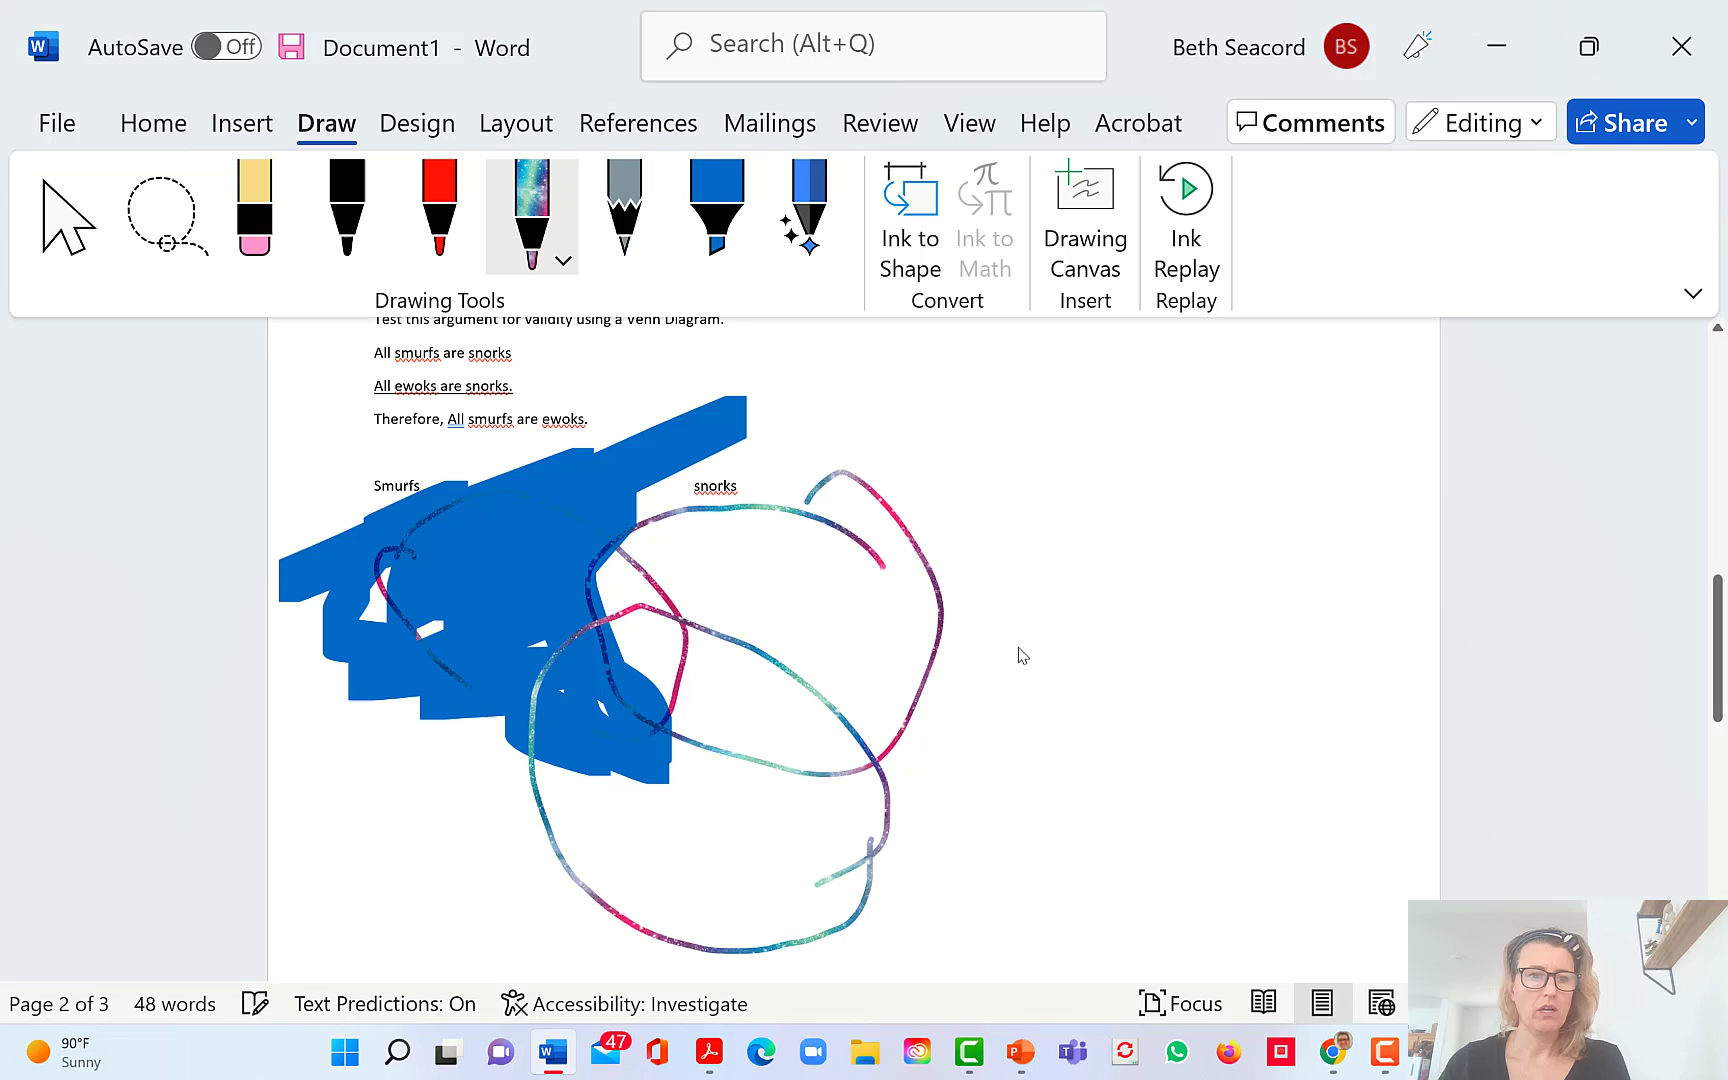 AutoSave Off Document1 - Word Search (Alt+Q) Beth Seacord BS
File Home Insert Draw Design Layout References Mailings Review View Help Acrobat Comments Editing Share
Ink to Shape Ink to Math Drawing Canvas Ink Replay
Drawing Tools Convert Insert Replay
Test this argument for validity using a Venn Diagram.
All smurfs are snorks
All ewoks are snorks.
Therefore, All smurfs are ewoks.
Smurfs snorks
Page 2 of 3 48 words Text Predictions: On Accessibility: Investigate Focus
90°F
Sunny
47